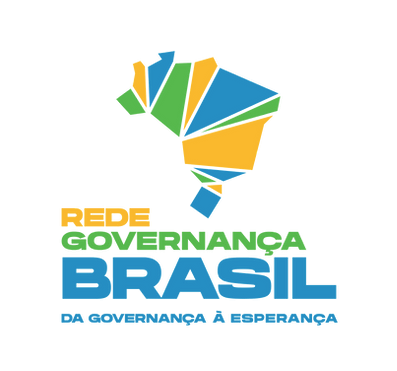 REDE
GOVERNANÇA
BRASIL
DA GOVERNANÇA À ESPERANÇA